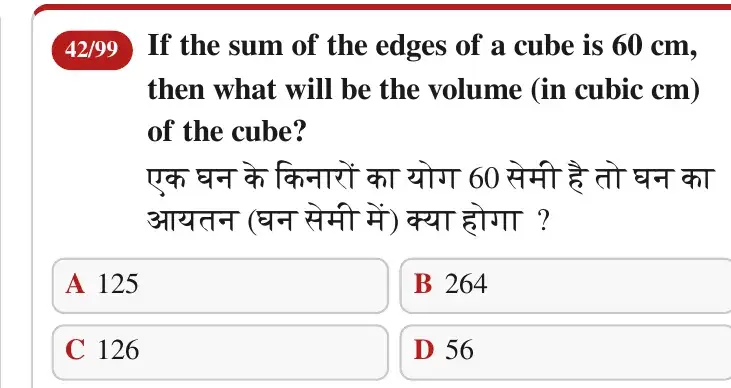 42/99 If the sum of the edges of a cube is 60 cm,
then what will be the volume (in cubic cm)
of the cube?
एक घन के किनारों का योग 60 सेमी है तो घन का
आयतन (घन सेमी में) क्या होगा ?
A 125
B 264
C 126
D 56